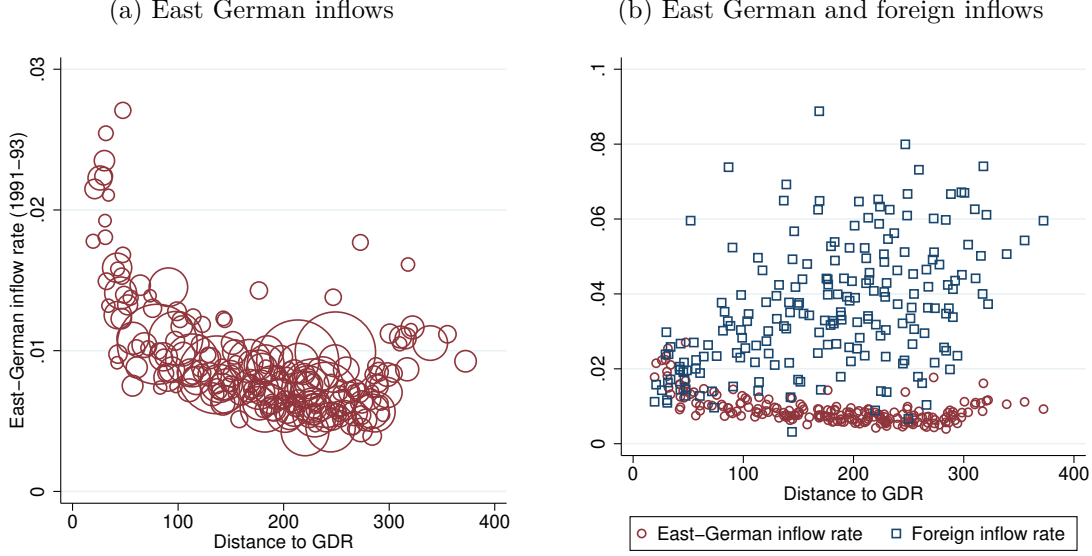 (a) East German inflows
East−German inflow rate (1991−93)
.03
.02
.01
0
0 100 200 300 400
Distance to GDR
(b) East German and foreign inflows
.1
.08
.06
.04
.02
0
0 100 200 300 400
Distance to GDR
East−German inflow rate Foreign inflow rate